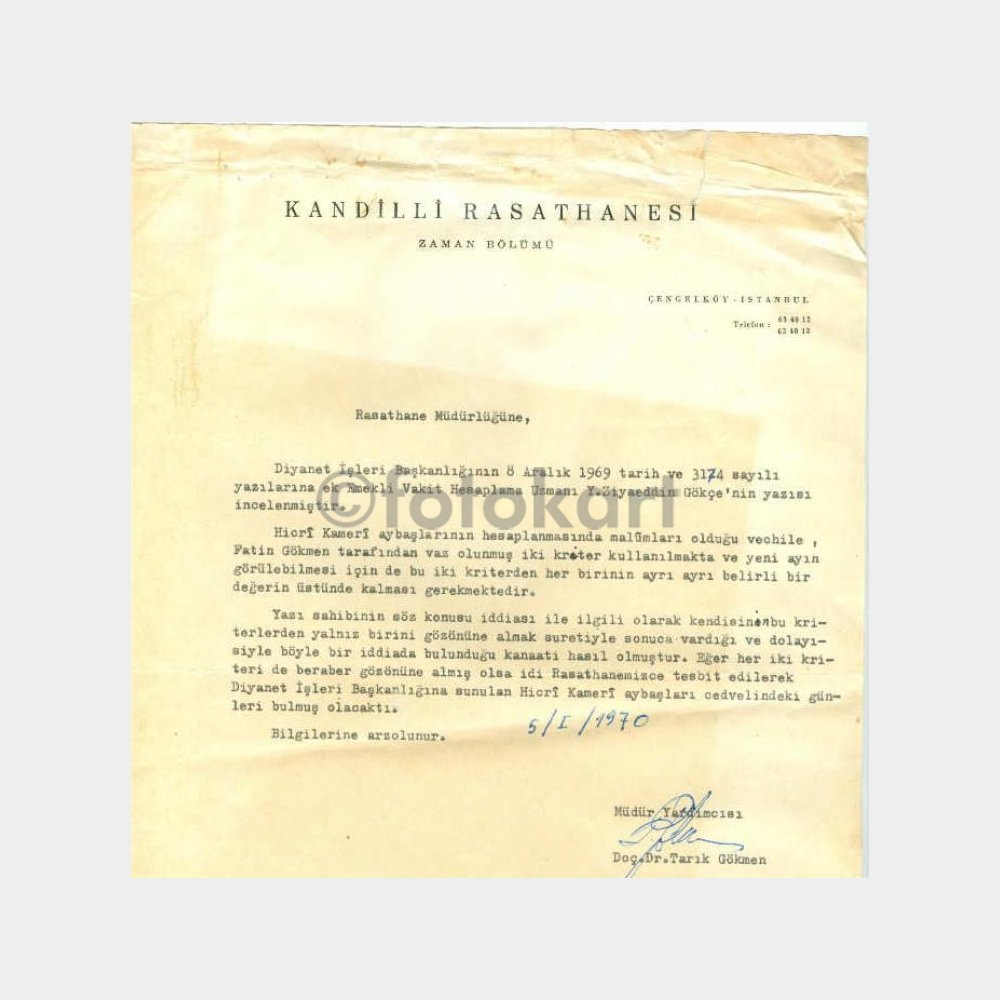 KANDİLLİ RASATHANESİ
ZAMAN BÖLÜMÜ
ÇENGELKÖY - İSTANBUL
Telefon : 63 40 12
63 40 13
Rasathane Müdürlüğüne,
Diyanet İşleri Başkanlığının 8 Aralık 1969 tarih ve 3174 sayılı
yazılarına ek Emekli Vakit Hesaplama Uzmanı Y.Ziyaeddin Gökçe'nin yazısı
incelenmiştir.
©folokart
Hicrî Kamerî aybaşlarının hesaplanmasında malûmları olduğu vechile ,
Fatin Gökmen tarafından vaz olunmuş iki kriter kullanılmakta ve yeni ayın
görülebilmesi için de bu iki kriterden her birinin ayrı ayrı belirli bir
değerin üstünde kalması gerekmektedir.
Yazı sahibinin söz konusu iddiası ile ilgili olarak kendisinin bu kri-
terlerden yalnız birini gözönüne almak suretiyle sonuca vardığı ve dolayı-
siyle böyle bir iddiada bulunduğu kanaati hasıl olmuştur. Eğer her iki kri-
teri de beraber gözönüne almış olsa idi Rasathanemizce tesbit edilerek
Diyanet İşleri Başkanlığına sunulan Hicrî Kamerî aybaşları cedvelindeki gün-
leri bulmuş olacaktı.
Bilgilerine arzolunur.
5/I/1970
Müdür Yardımcısı
Doç.Dr.Tarık Gökmen